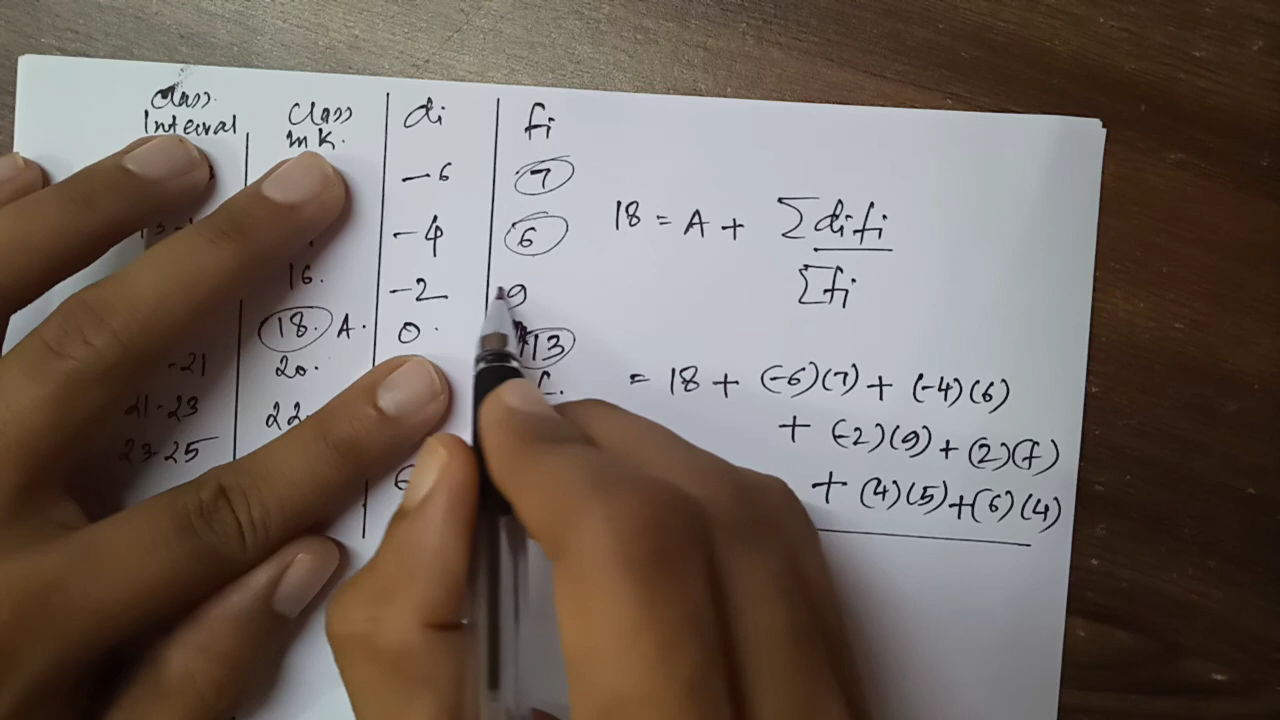 Class Interval
Class mk.
di
fi
-6 7
-4 6
16. -2 9
18. A. 0. 13
-21 20. f.
21-23 22
23-25
18 = A + Σdifi
Σfi
= 18 + (-6)(7) + (-4)(6)
+ (-2)(9) + (2)(f)
+ (4)(5) + (6)(4)